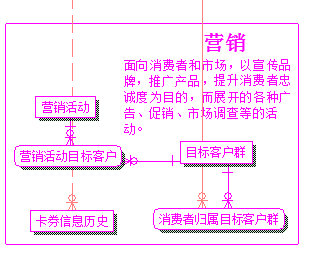 营销
面向消费者和市场，以宣传品
牌，推广产品，提升消费者忠
诚度为目的，而展开的各种广
告、促销、市场调查等的活
动。
营销活动
营销活动目标客户
目标客户群
卡券信息历史
消费者归属目标客户群